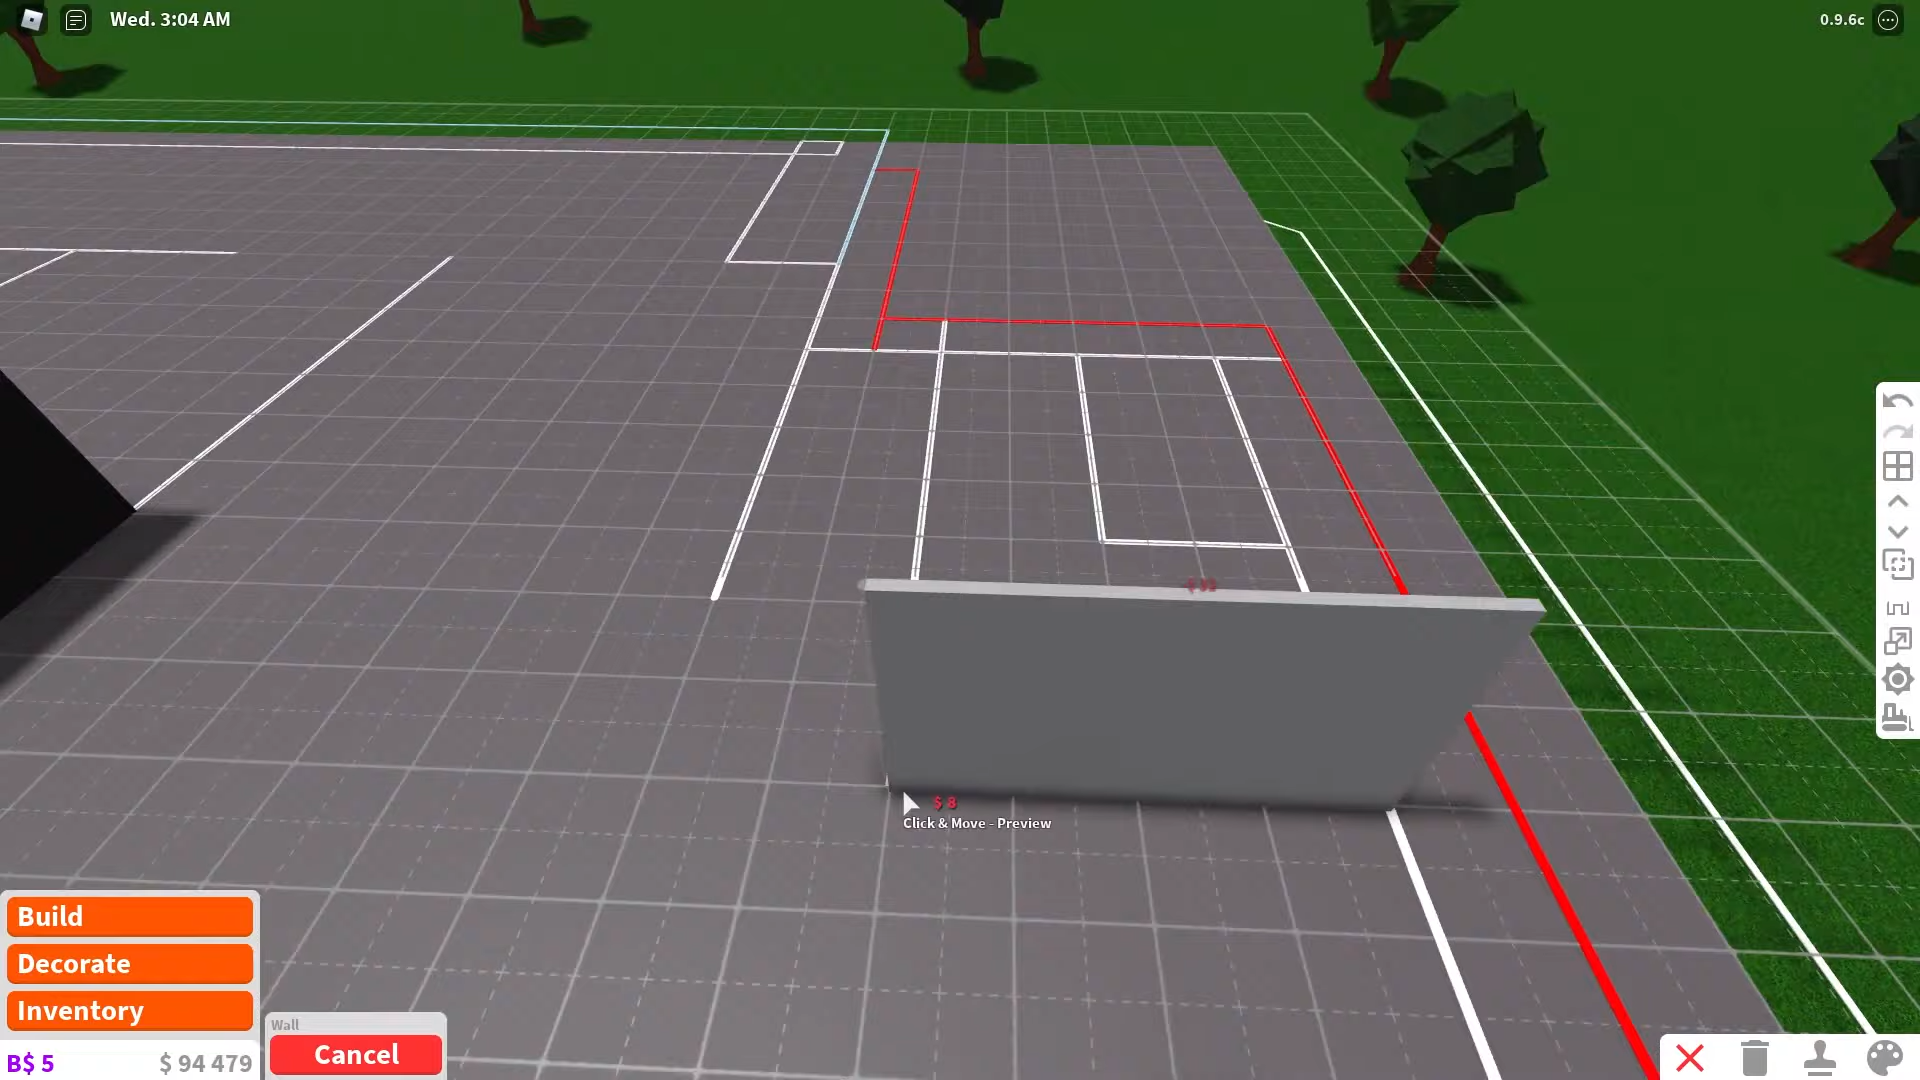 Wed. 3:04 AM
0.9.6c
$ 8
Click & Move - Preview
Build
Decorate
Inventory
Wall
Cancel
B$ 5
$ 94 479